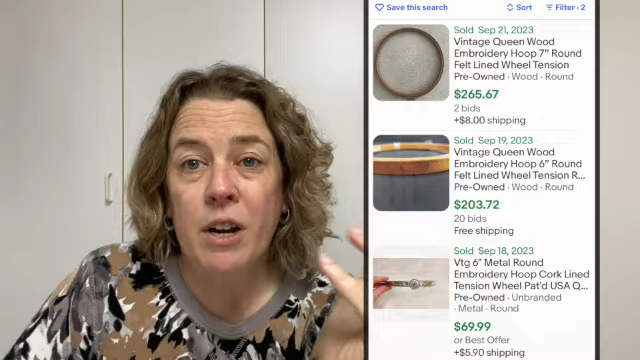 Save this search
Sort
Filter · 2
Sold Sep 21, 2023
Vintage Queen Wood
Embroidery Hoop 7″ Round
Felt Lined Wheel Tension
Pre-Owned · Wood · Round
$265.67
2 bids
+$8.00 shipping
Sold Sep 19, 2023
Vintage Queen Wood
Embroidery Hoop 6″ Round
Felt Lined Wheel Tension R...
Pre-Owned · Wood · Round
$203.72
20 bids
Free shipping
Sold Sep 18, 2023
Vtg 6" Metal Round
Embroidery Hoop Cork Lined
Tension Wheel Pat'd USA Q...
Pre-Owned · Unbranded
· Metal · Round
$69.99
or Best Offer
+$5.90 shipping